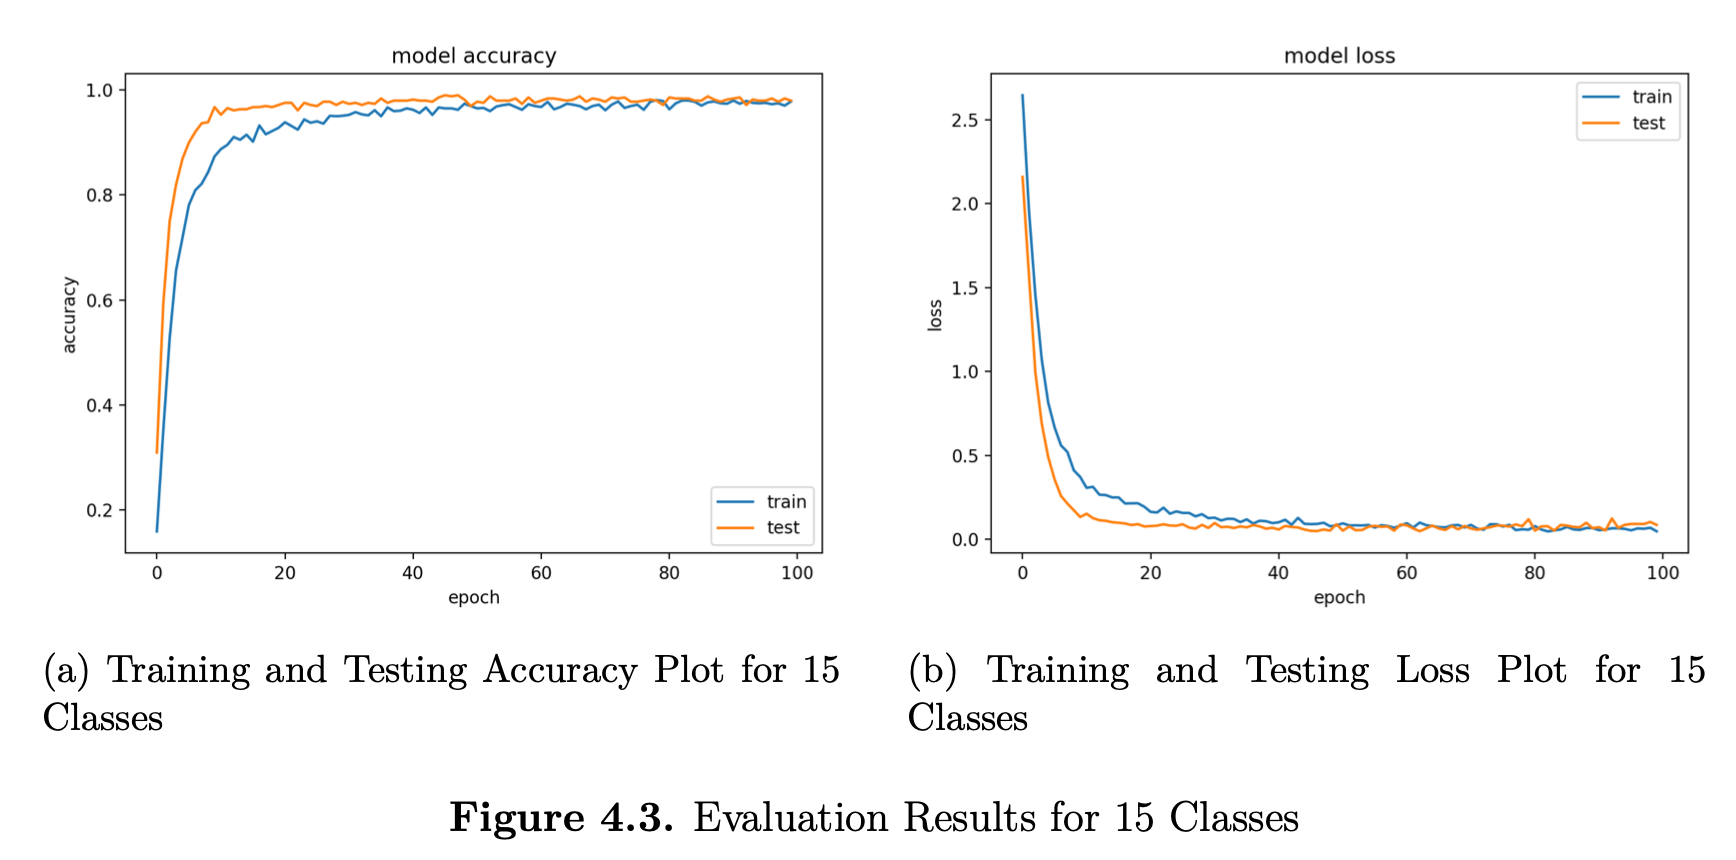 model accuracy
1.0
0.8
0.6
0.4
0.2
accuracy
train
test
0 20 40 60 80 100
epoch
(a) Training and Testing Accuracy Plot for 15
Classes
model loss
2.5
2.0
1.5
1.0
0.5
0.0
loss
train
test
0 20 40 60 80 100
epoch
(b) Training and Testing Loss Plot for 15
Classes
Figure 4.3. Evaluation Results for 15 Classes